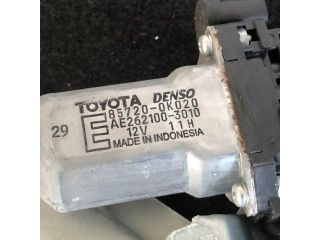 TOYOTA DENSO
85720-0K020
E AE262100-3010
29
12V 11H
MADE IN INDONESIA